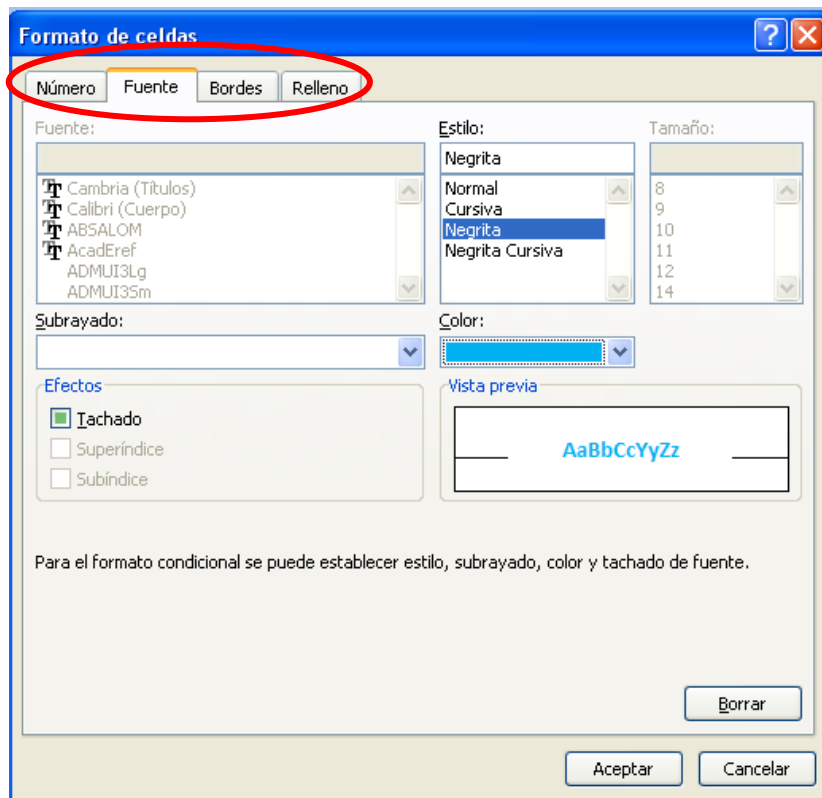 Formato de celdas
Número Fuente Bordes Relleno
Fuente: Estilo: Tamaño:
Negrita
Cambria (Títulos) Normal 8
Calibri (Cuerpo) Cursiva 9
ABSALOM Negrita 10
AcadEref Negrita Cursiva 11
ADMUI3Lg 12
ADMUI3Sm 14
Subrayado: Color:
Efectos Vista previa
Tachado
Superíndice AaBbCcYyZz
Subíndice
Para el formato condicional se puede establecer estilo, subrayado, color y tachado de fuente.
Borrar
Aceptar Cancelar